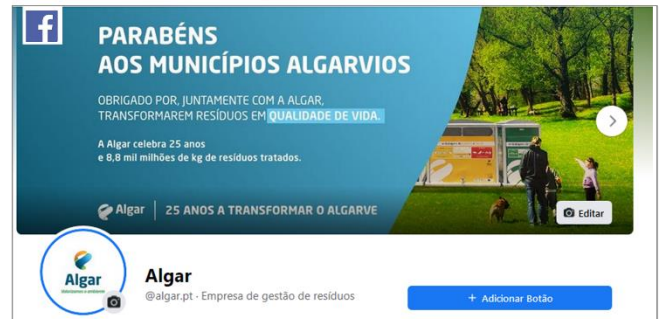 PARABÉNS
AOS MUNICÍPIOS ALGARVIOS
OBRIGADO POR, JUNTAMENTE COM A ALGAR,
TRANSFORMAREM RESÍDUOS EM QUALIDADE DE VIDA.
A Algar celebra 25 anos
e 8,8 mil milhões de kg de resíduos tratados.
Algar | 25 ANOS A TRANSFORMAR O ALGARVE
Editar
Algar
Algar
@algar.pt · Empresa de gestão de resíduos
+ Adicionar Botão